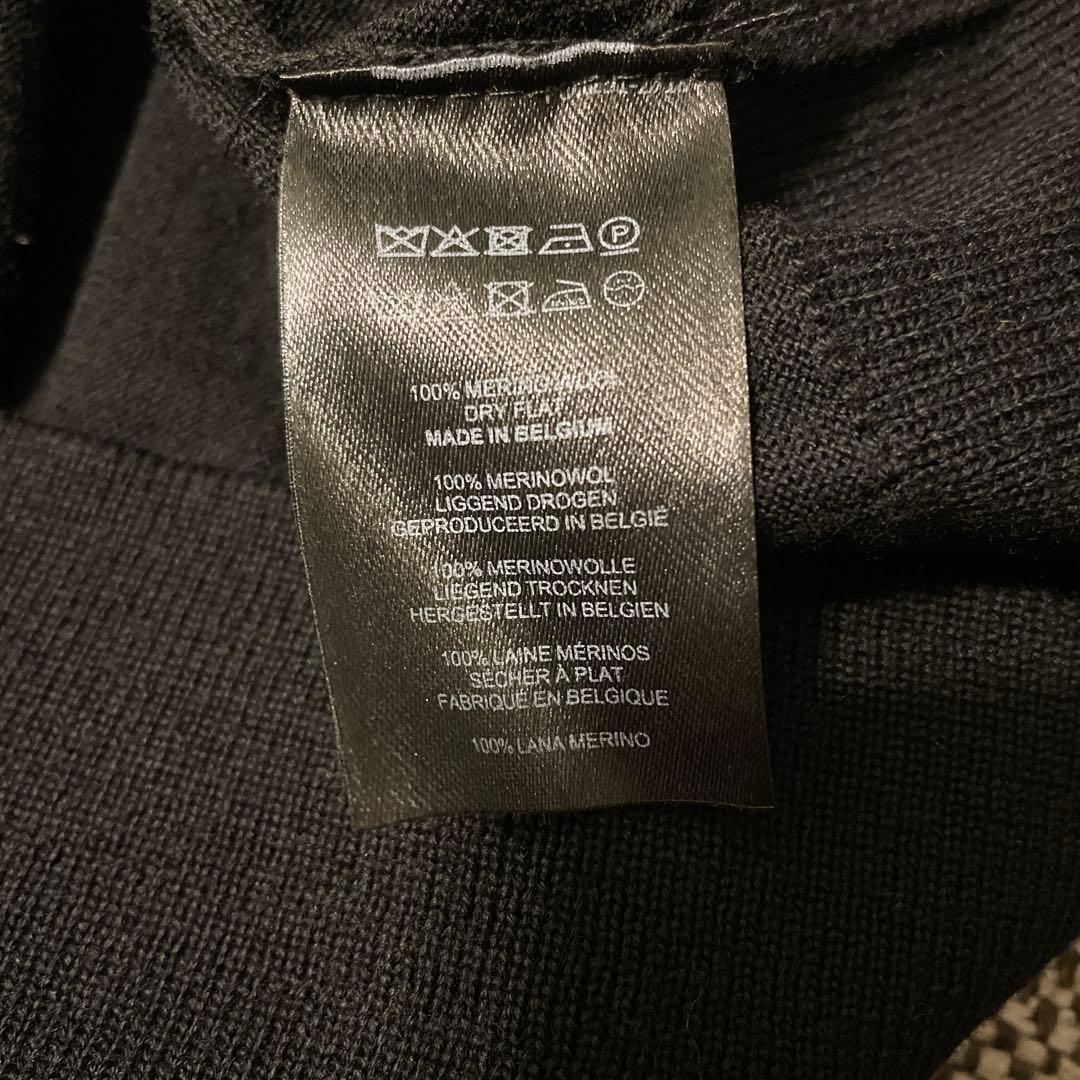 P
100% MERINO WOOL
DRY FLAT
MADE IN BELGIUM
100% MERINOWOL
LIGGEND DROGEN
GEPRODUCEERD IN BELGIË
100% MERINOWOLLE
LIEGEND TROCKNEN
HERGESTELLT IN BELGIEN
100% LAINE MÉRINOS
SÉCHER À PLAT
FABRIQUÉ EN BELGIQUE
100% LANA MERINO